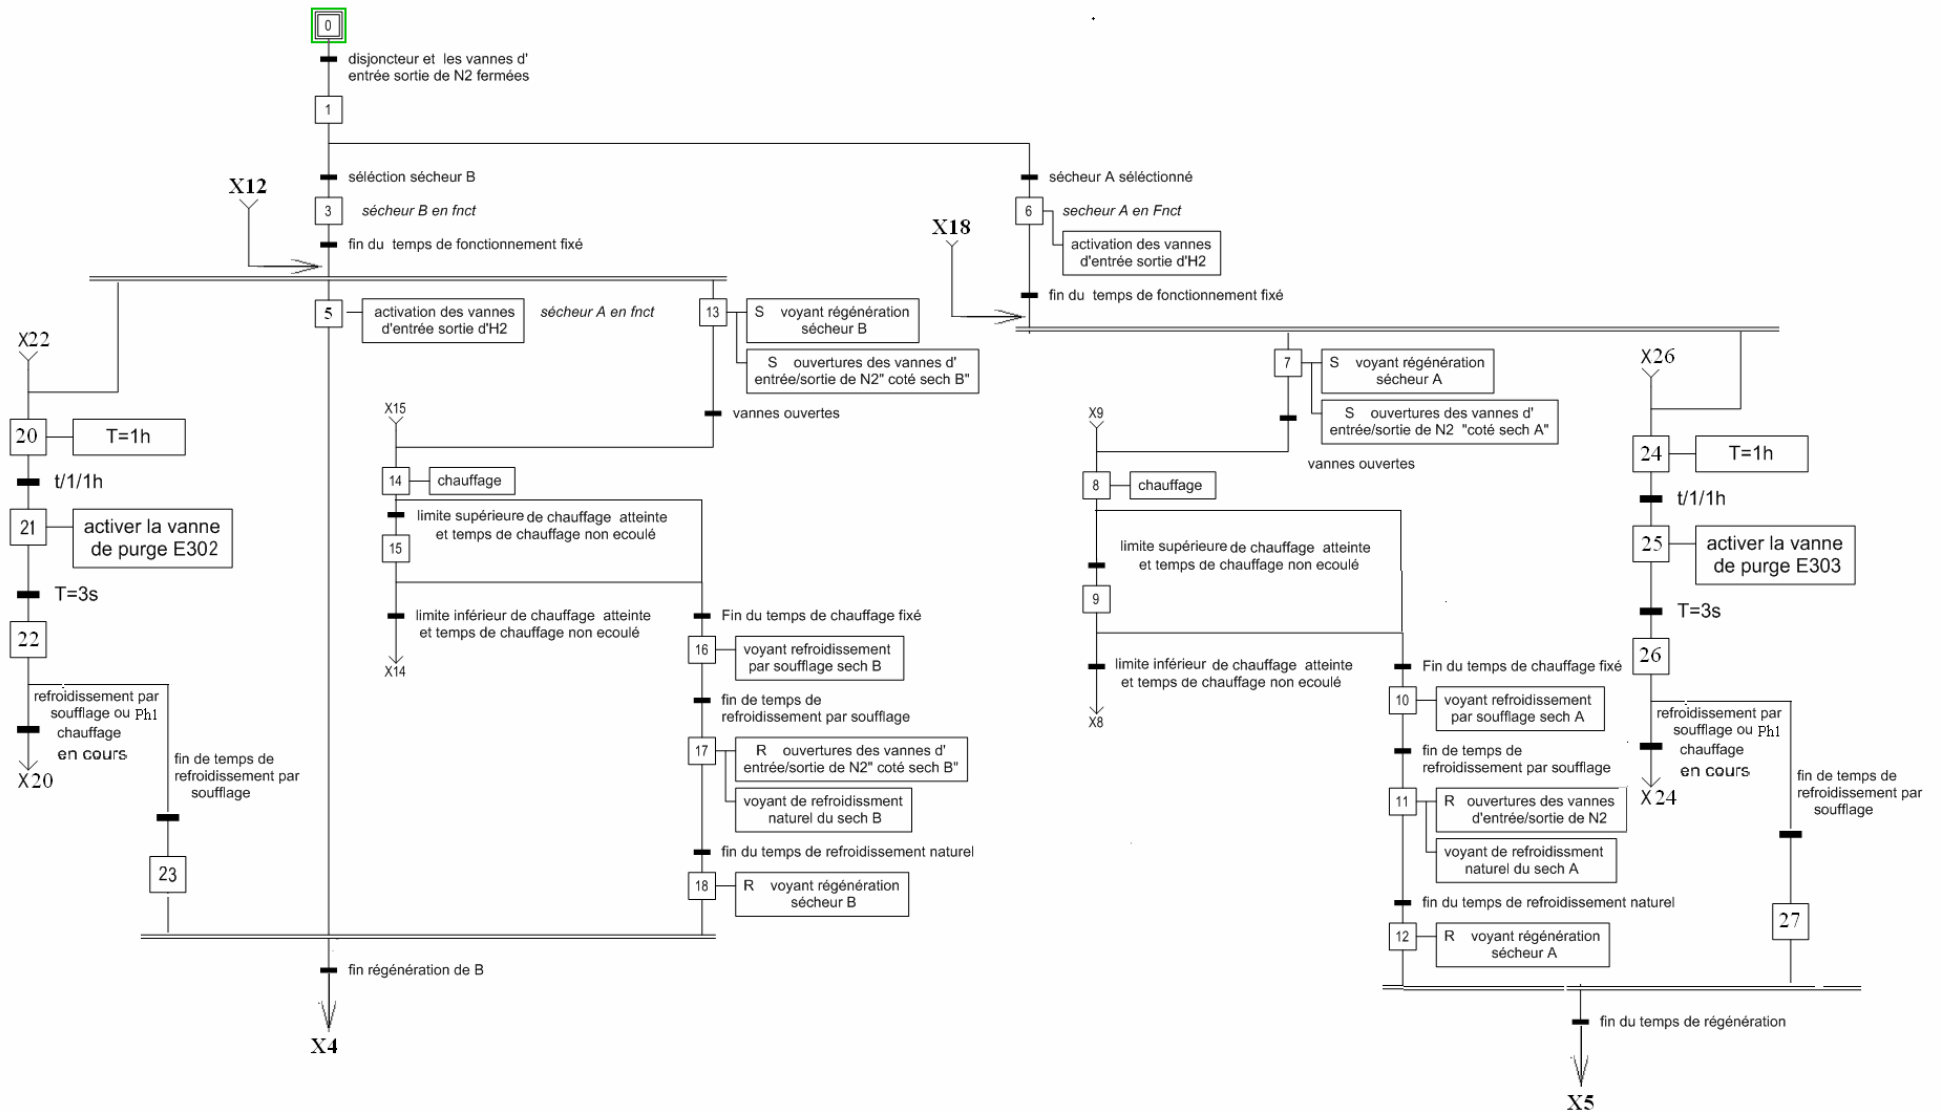 0
disjoncteur et les vannes d'
entrée sortie de N2 fermées
1
séléction sécheur B
X12
3
sécheur B en fnct
fin du temps de fonctionnement fixé
5
activation des vannes
d'entrée sortie d'H2
sécheur A en fnct
13
S voyant régénération
sécheur B
S ouvertures des vannes d'
entrée/sortie de N2" coté sech B"
vannes ouvertes
X22
20
T=1h
t/1/1h
21
activer la vanne
de purge E302
T=3s
22
refroidissement par
soufflage ou Ph1
chauffage
en cours
X20
fin de temps de
refroidissement par
soufflage
23
X15
14
chauffage
limite supérieure de chauffage atteinte
et temps de chauffage non ecoulé
15
limite inférieur de chauffage atteinte
et temps de chauffage non ecoulé
X14
Fin du temps de chauffage fixé
16
voyant refroidissement
par soufflage sech B
fin de temps de
refroidissement par soufflage
17
R ouvertures des vannes d'
entrée/sortie de N2" coté sech B"
voyant de refroidissment
naturel du sech B
fin du temps de refroidissement naturel
18
R voyant régénération
sécheur B
fin régénération de B
X4
sécheur A séléctionné
6
secheur A en Fnct
activation des vannes
d'entrée sortie d'H2
X18
fin du temps de fonctionnement fixé
7
S voyant régénération
sécheur A
S ouvertures des vannes d'
entrée/sortie de N2 "coté sech A"
vannes ouvertes
X9
8
chauffage
limite supérieure de chauffage atteinte
et temps de chauffage non ecoulé
9
limite inférieur de chauffage atteinte
et temps de chauffage non ecoulé
X8
Fin du temps de chauffage fixé
10
voyant refroidissement
par soufflage sech A
fin de temps de
refroidissement par soufflage
11
R ouvertures des vannes
d'entrée/sortie de N2
voyant de refroidissment
naturel du sech A
fin du temps de refroidissement naturel
12
R voyant régénération
sécheur A
X26
24
T=1h
t/1/1h
25
activer la vanne
de purge E303
T=3s
26
refroidissement par
soufflage ou Ph1
chauffage
en cours
X24
fin de temps de
refroidissement par
soufflage
27
fin du temps de régénération
X5